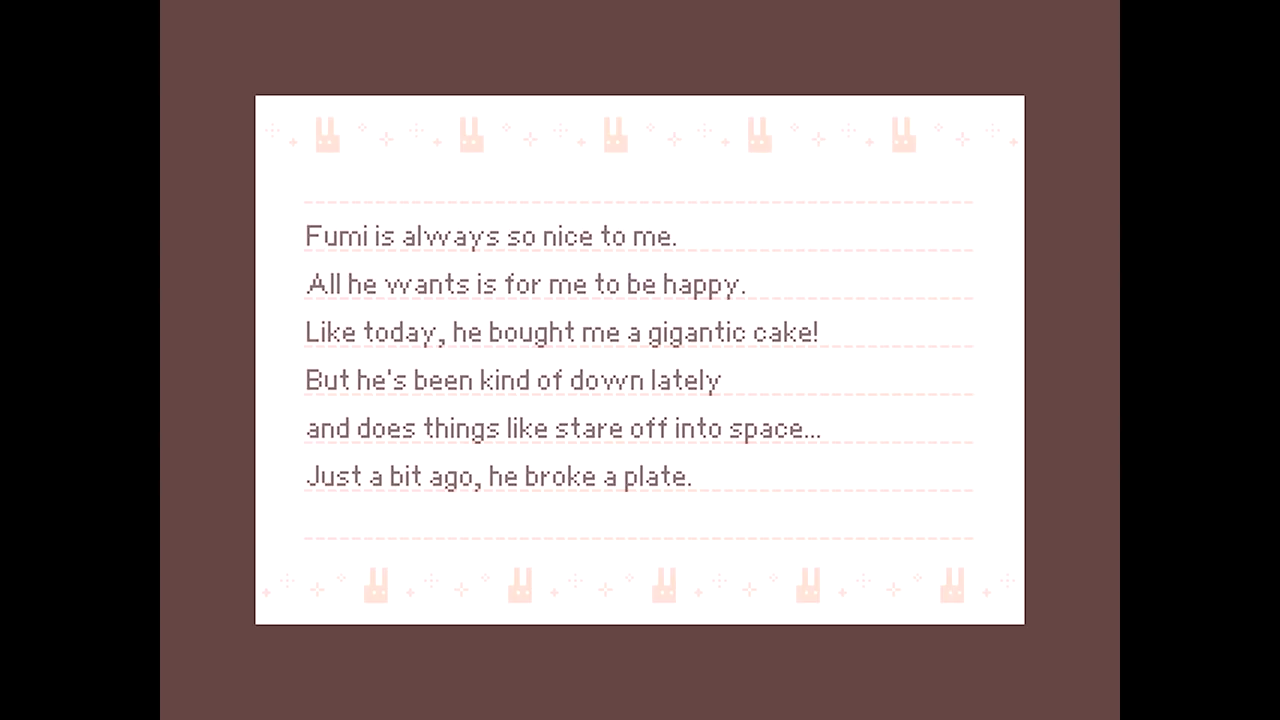 Fumi is always so nice to me.
All he wants is for me to be happy.
Like today, he bought me a gigantic cake!
But he's been kind of down lately
and does things like stare off into space...
Just a bit ago, he broke a plate.